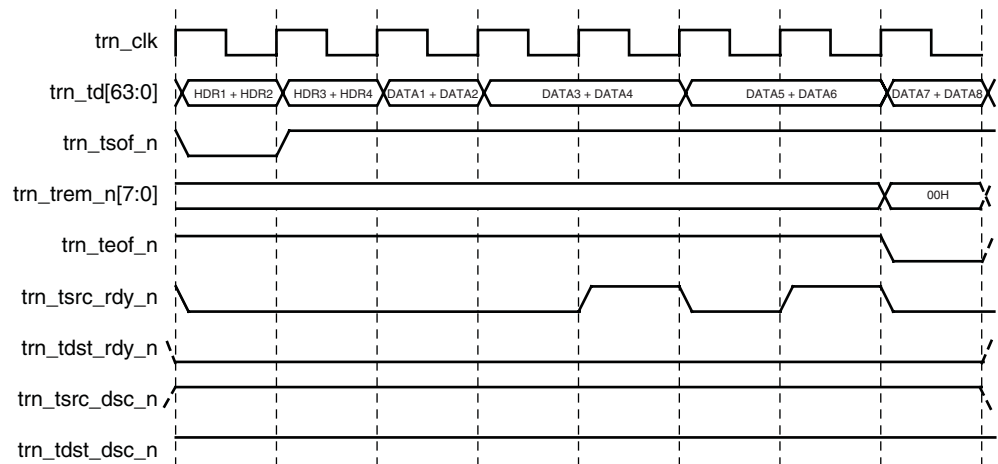 trn_clk
trn_td[63:0]
HDR1 + HDR2
HDR3 + HDR4
DATA1 + DATA2
DATA3 + DATA4
DATA5 + DATA6
DATA7 + DATA8
trn_tsof_n
trn_trem_n[7:0]
00H
trn_teof_n
trn_tsrc_rdy_n
trn_tdst_rdy_n
trn_tsrc_dsc_n
trn_tdst_dsc_n